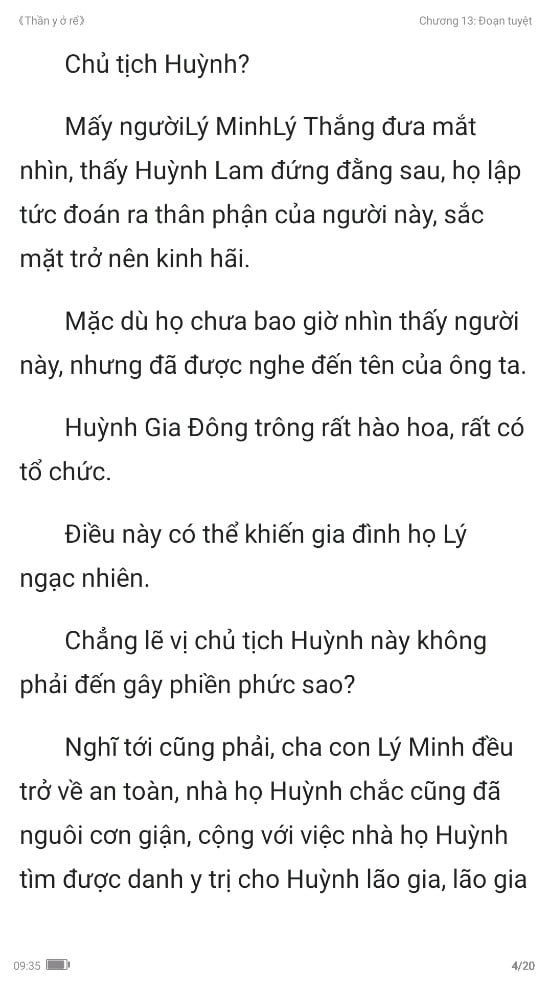 《Thần y ở rể》
Chương 13: Đoạn tuyệt
Chủ tịch Huỳnh?
Mấy ngườiLý MinhLý Thắng đưa mắt
nhìn, thấy Huỳnh Lam đứng đằng sau, họ lập
tức đoán ra thân phận của người này, sắc
mặt trở nên kinh hãi.
Mặc dù họ chưa bao giờ nhìn thấy người
này, nhưng đã được nghe đến tên của ông ta.
Huỳnh Gia Đông trông rất hào hoa, rất có
tổ chức.
Điều này có thể khiến gia đình họ Lý
ngạc nhiên.
Chẳng lẽ vị chủ tịch Huỳnh này không
phải đến gây phiền phức sao?
Nghĩ tới cũng phải, cha con Lý Minh đều
trở về an toàn, nhà họ Huỳnh chắc cũng đã
nguôi cơn giận, cộng với việc nhà họ Huỳnh
tìm được danh y trị cho Huỳnh lão gia, lão gia
09:35
4/20